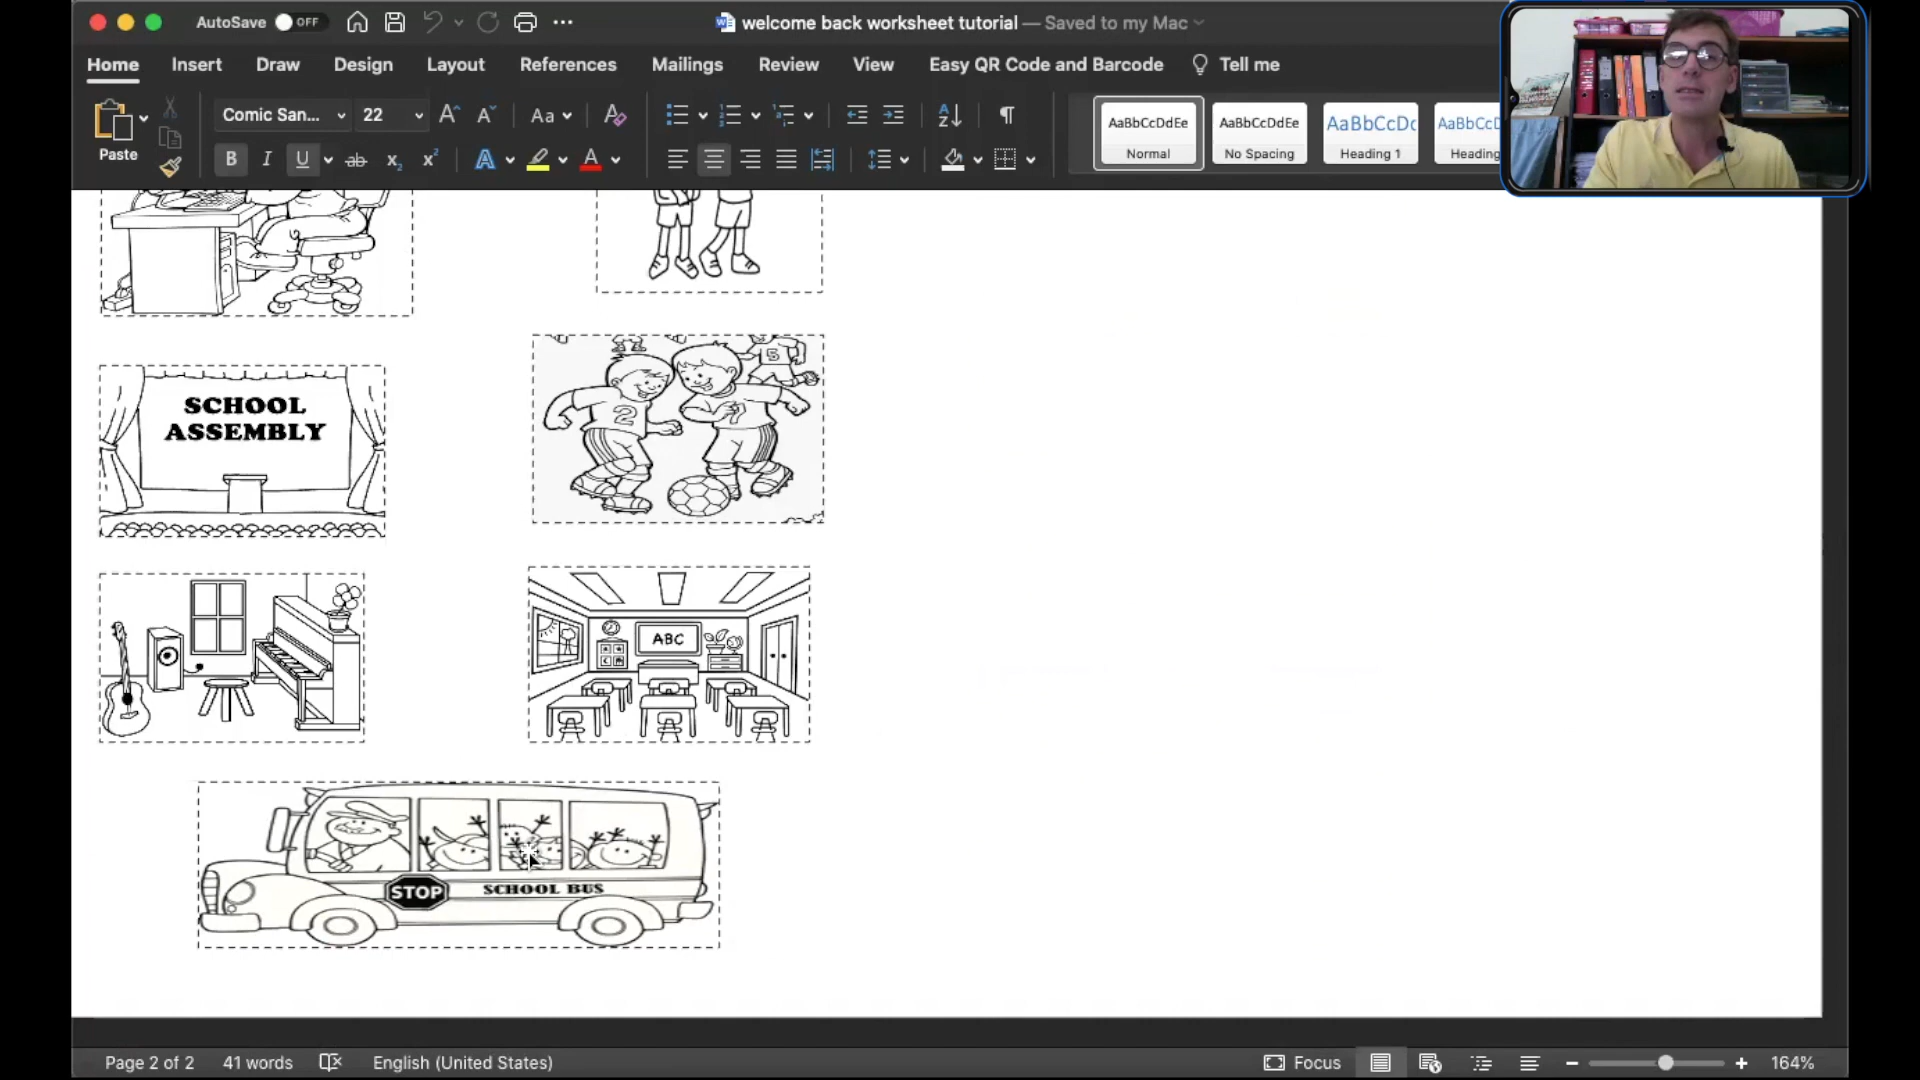 AutoSave OFF
welcome back worksheet tutorial — Saved to my Mac
Home Insert Draw Design Layout References Mailings Review View Easy QR Code and Barcode Tell me
Paste
Comic San... 22
Aa
AaBbCcDdEe
Normal
AaBbCcDdEe
No Spacing
AaBbCcDc
Heading 1
AaBbCcD
Heading
SCHOOL
ASSEMBLY
2
5
ABC
STOP
SCHOOL BUS
Page 2 of 2 41 words English (United States) Focus 164%